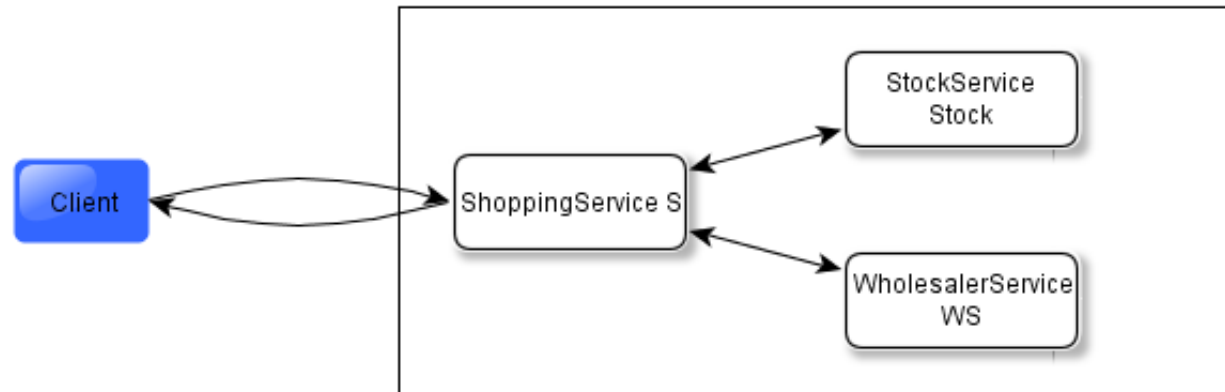 Client
ShoppingService S
StockService
Stock
WholesalerService
WS